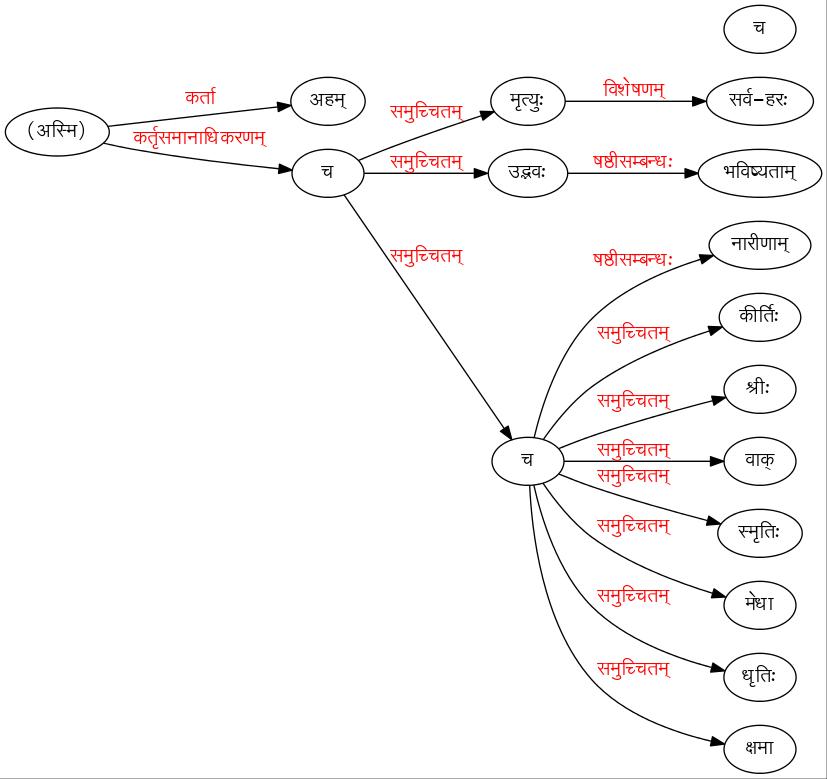 च
कर्ता
अहम्
समुच्चितम्
मृत्युः
विशेषणम्
सर्व-हरः
(अस्मि)
कर्तृसमानाधिकरणम्
च
समुच्चितम्
उद्भवः
षष्ठीसम्बन्धः
भविष्यताम्
समुच्चितम्
षष्ठीसम्बन्धः
नारीणाम्
समुच्चितम्
कीर्तिः
समुच्चितम्
श्रीः
च
समुच्चितम्
वाक्
समुच्चितम्
स्मृतिः
समुच्चितम्
मेधा
समुच्चितम्
धृतिः
समुच्चितम्
क्षमा